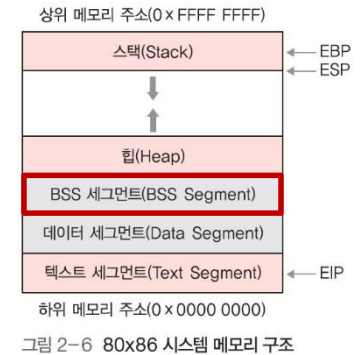 상위 메모리 주소(0×FFFF FFFF)
스택(Stack)
EBP
ESP
힙(Heap)
BSS 세그먼트(BSS Segment)
데이터 세그먼트(Data Segment)
텍스트 세그먼트(Text Segment)
EIP
하위 메모리 주소(0×0000 0000)
그림 2-6 80x86 시스템 메모리 구조